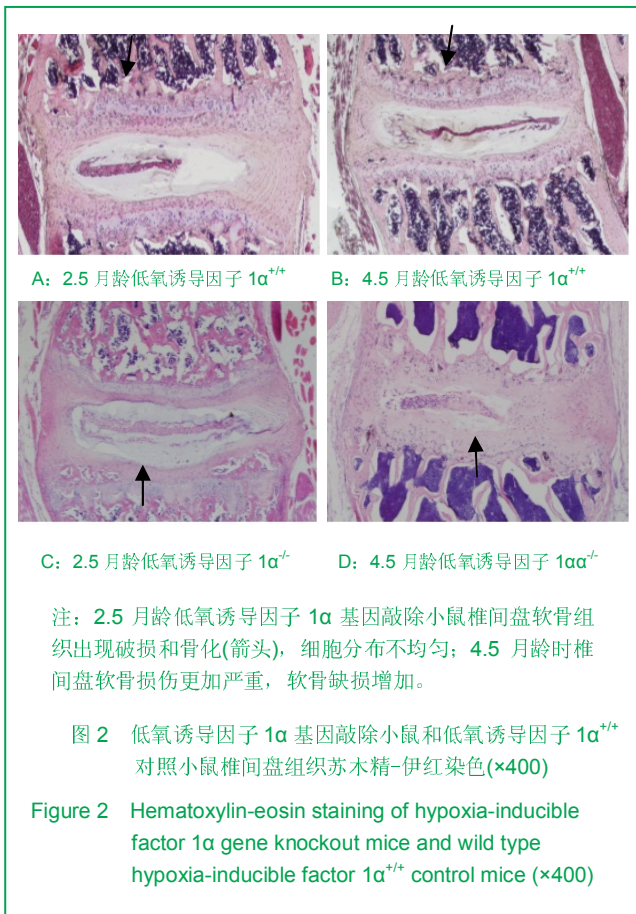 A：2.5 月龄低氧诱导因子 1α+/+
B：4.5 月龄低氧诱导因子 1α+/+
C：2.5 月龄低氧诱导因子 1α-/-
D：4.5 月龄低氧诱导因子 1αα-/-
注：2.5 月龄低氧诱导因子 1α 基因敲除小鼠椎间盘软骨组
织出现破损和骨化(箭头)，细胞分布不均匀；4.5 月龄时椎
间盘软骨损伤更加严重，软骨缺损增加。
图 2 低氧诱导因子 1α 基因敲除小鼠和低氧诱导因子 1α+/+
对照小鼠椎间盘组织苏木精-伊红染色(×400)
Figure 2 Hematoxylin-eosin staining of hypoxia-inducible
factor 1α gene knockout mice and wild type
hypoxia-inducible factor 1α+/+ control mice (×400)